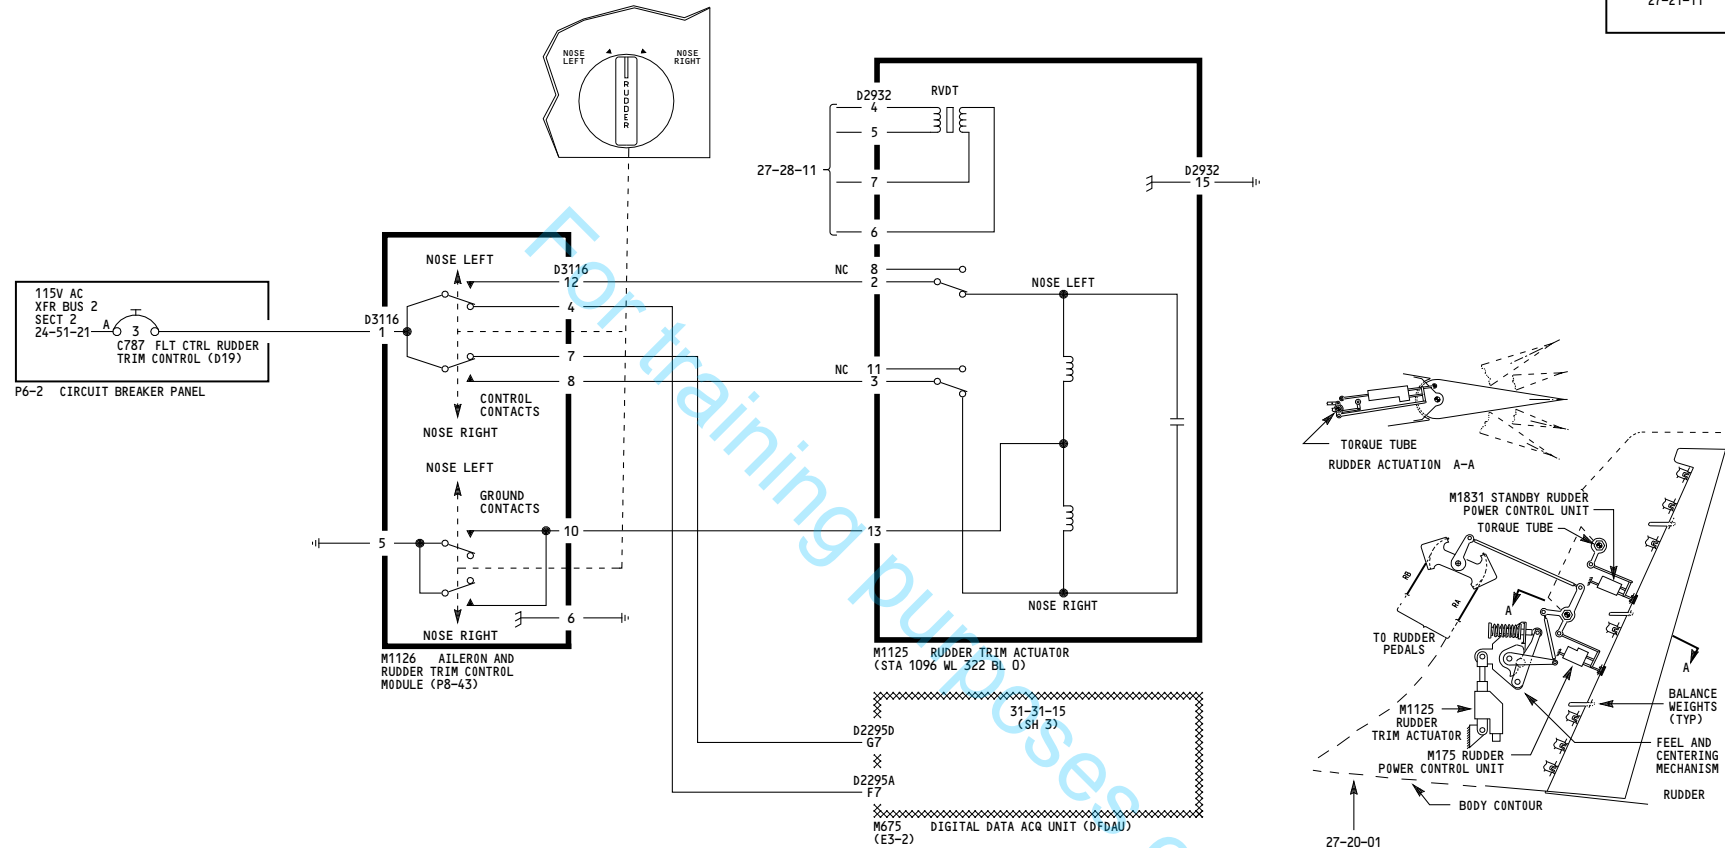 27-21-11
NOSE LEFT
NOSE RIGHT
RUDDER
D2932
RVDT
4
5
27-28-11
7
6
D2932
15
115V AC
XFR BUS 2
SECT 2
24-51-21
A
3
C787 FLT CTRL RUDDER
TRIM CONTROL (D19)
P6-2 CIRCUIT BREAKER PANEL
D3116
1
NOSE LEFT
D3116
12
4
7
8
CONTROL
CONTACTS
NOSE RIGHT
NOSE LEFT
GROUND
CONTACTS
5
10
6
NOSE RIGHT
M1126 AILERON AND
RUDDER TRIM CONTROL
MODULE (P8-43)
NC 8
2
NOSE LEFT
NC 11
3
13
NOSE RIGHT
M1125 RUDDER TRIM ACTUATOR
(STA 1096 WL 322 BL 0)
31-31-15
(SH 3)
D2295D
G7
D2295A
F7
M675 DIGITAL DATA ACQ UNIT (DFDAU)
(E3-2)
TORQUE TUBE
RUDDER ACTUATION A-A
M1831 STANDBY RUDDER
POWER CONTROL UNIT
TORQUE TUBE
RB
RA
A
TO RUDDER
PEDALS
A
M1125
RUDDER
TRIM ACTUATOR
M175 RUDDER
POWER CONTROL UNIT
BALANCE
WEIGHTS
(TYP)
FEEL AND
CENTERING
MECHANISM
RUDDER
BODY CONTOUR
27-20-01
For training purposes o